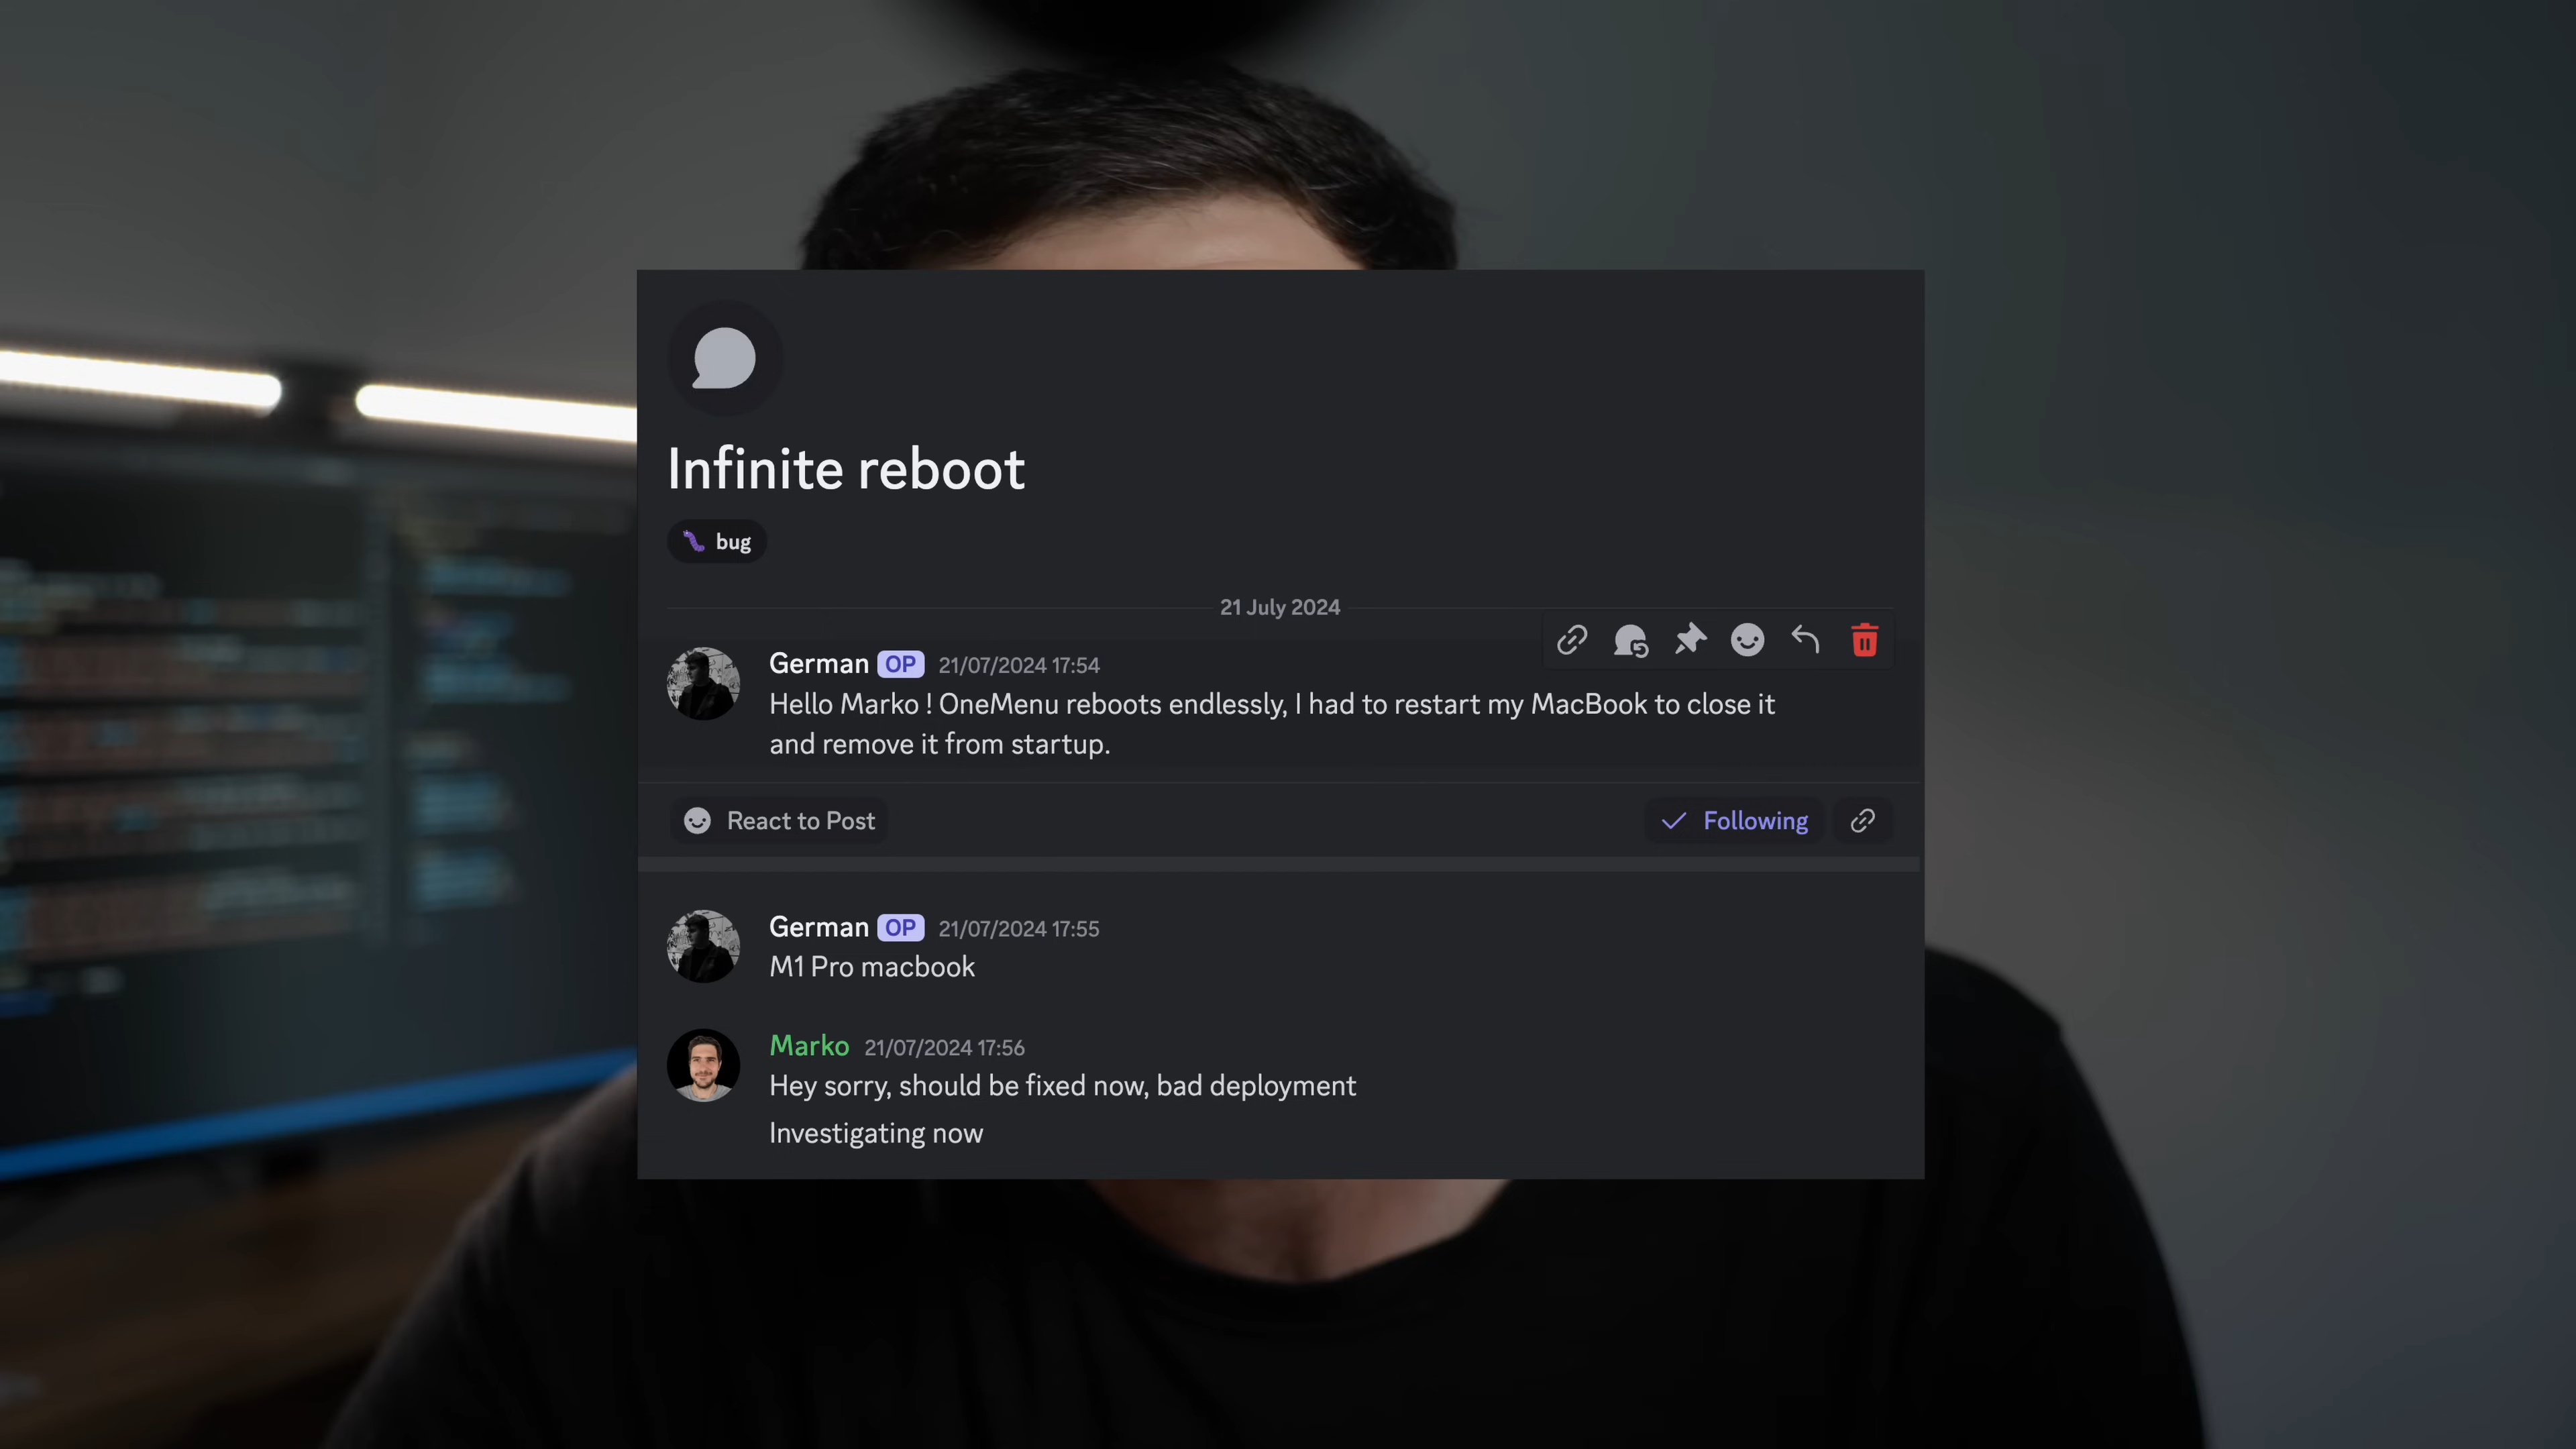 Infinite reboot
bug
21 July 2024
German OP 21/07/2024 17:54
Hello Marko ! OneMenu reboots endlessly, I had to restart my MacBook to close it
and remove it from startup.
React to Post
Following
German OP 21/07/2024 17:55
M1 Pro macbook
Marko 21/07/2024 17:56
Hey sorry, should be fixed now, bad deployment
Investigating now